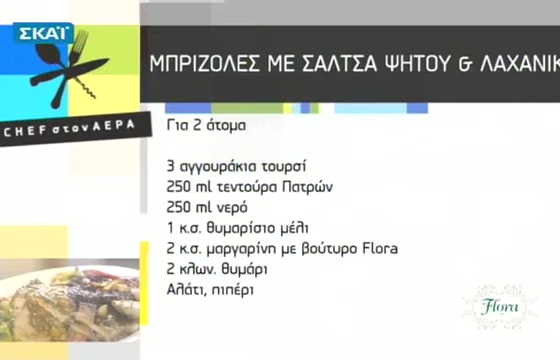 ΣΚΑΪ
ΜΠΡΙΖΟΛΕΣ ΜΕ ΣΑΛΤΣΑ ΨΗΤΟΥ & ΛΑΧΑΝΙΚ
CHEF στον ΑΕΡΑ
Για 2 άτομα
3 αγγουράκια τουρσί
250 ml τεντούρα Πατρών
250 ml νερό
1 κ.σ. θυμαρίσιο μέλι
2 κ.σ. μαργαρίνη με βούτυρο Flora
2 κλων. θυμάρι
Αλάτι, πιπέρι
Flora